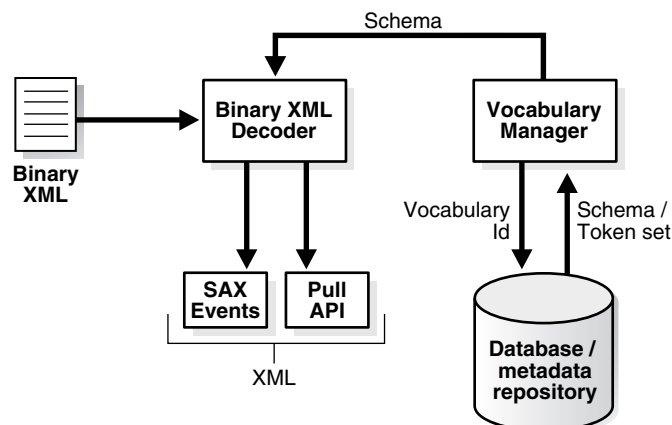 Schema
Binary XML
Decoder
Vocabulary
Manager
Binary
XML
Vocabulary
Id
Schema /
Token set
SAX
Events
Pull
API
XML
Database /
metadata
repository